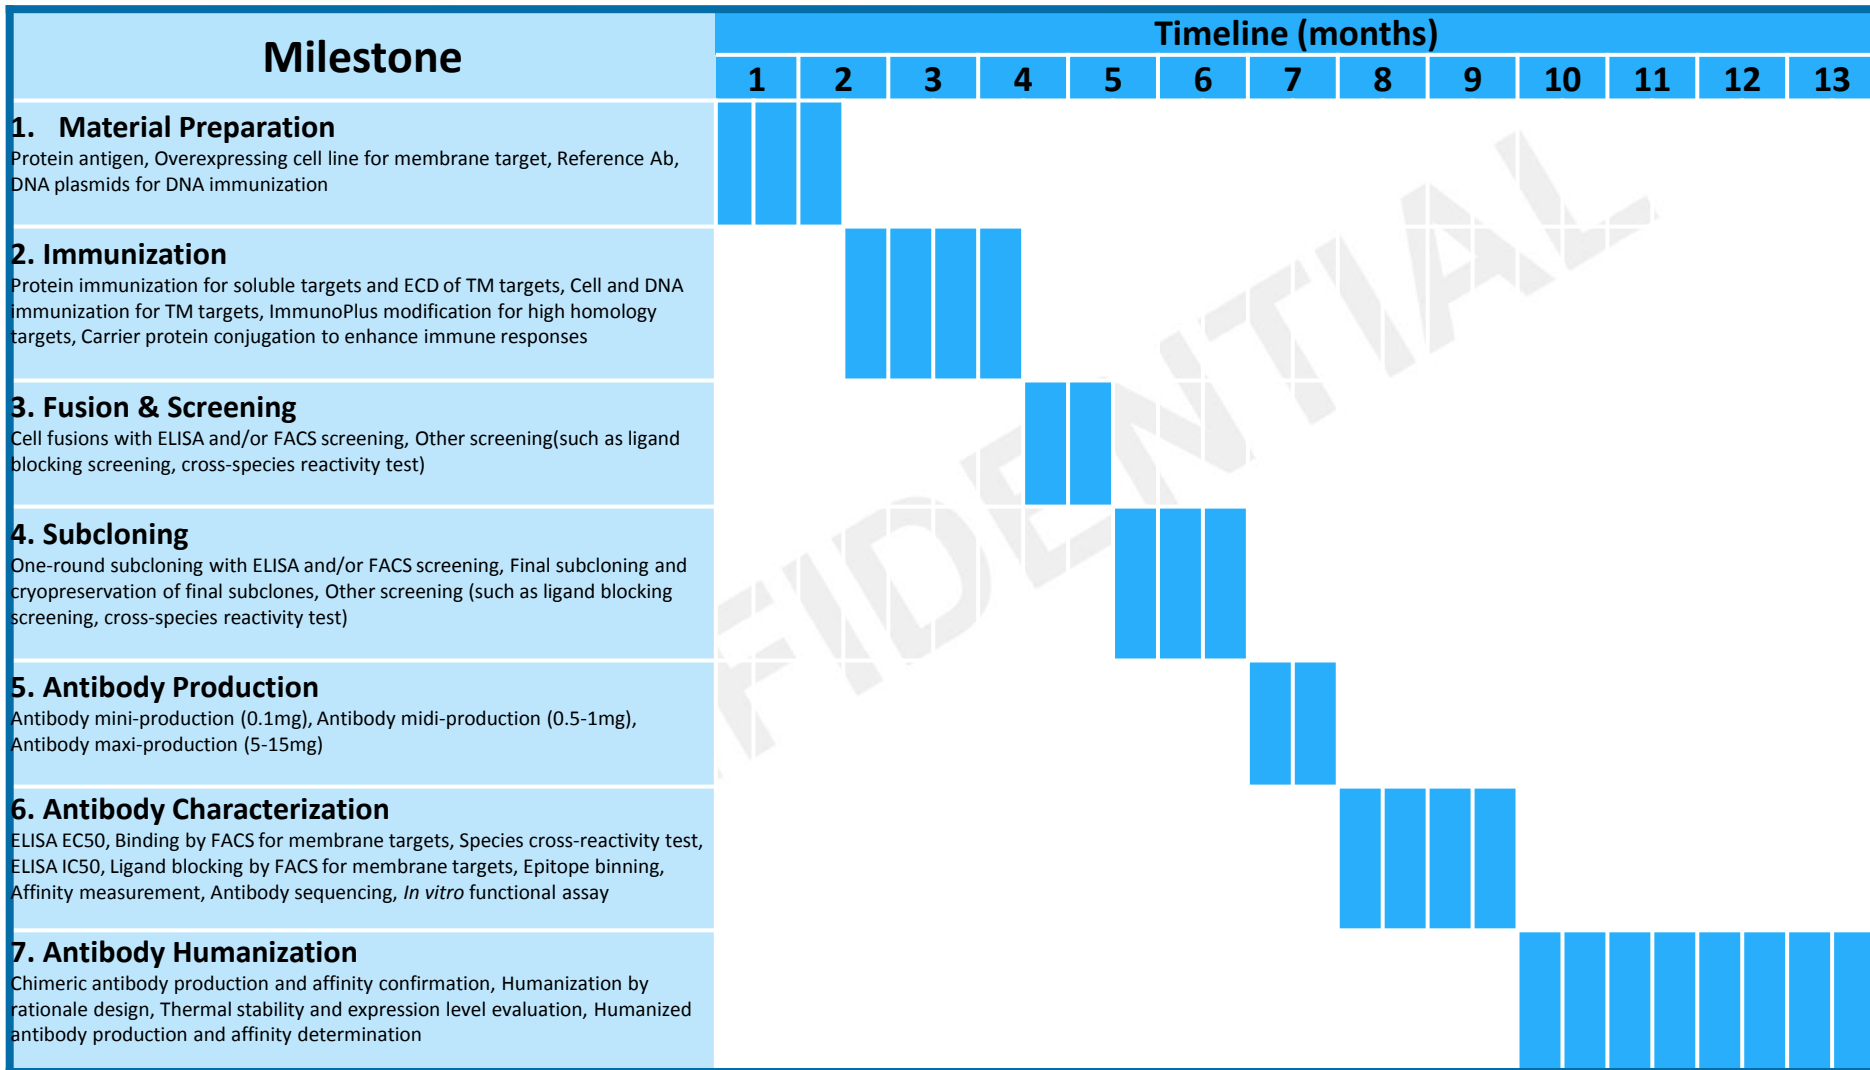 Milestone
Timeline (months)
1 2 3 4 5 6 7 8 9 10 11 12 13
1. Material Preparation
Protein antigen, Overexpressing cell line for membrane target, Reference Ab,
DNA plasmids for DNA immunization
2. Immunization
Protein immunization for soluble targets and ECD of TM targets, Cell and DNA
immunization for TM targets, ImmunoPlus modification for high homology
targets, Carrier protein conjugation to enhance immune responses
3. Fusion & Screening
Cell fusions with ELISA and/or FACS screening, Other screening(such as ligand
blocking screening, cross-species reactivity test)
4. Subcloning
One-round subcloning with ELISA and/or FACS screening, Final subcloning and
cryopreservation of final subclones, Other screening (such as ligand blocking
screening, cross-species reactivity test)
5. Antibody Production
Antibody mini-production (0.1mg), Antibody midi-production (0.5-1mg),
Antibody maxi-production (5-15mg)
6. Antibody Characterization
ELISA EC50, Binding by FACS for membrane targets, Species cross-reactivity test,
ELISA IC50, Ligand blocking by FACS for membrane targets, Epitope binning,
Affinity measurement, Antibody sequencing, In vitro functional assay
7. Antibody Humanization
Chimeric antibody production and affinity confirmation, Humanization by
rationale design, Thermal stability and expression level evaluation, Humanized
antibody production and affinity determination
FIDENTIAL